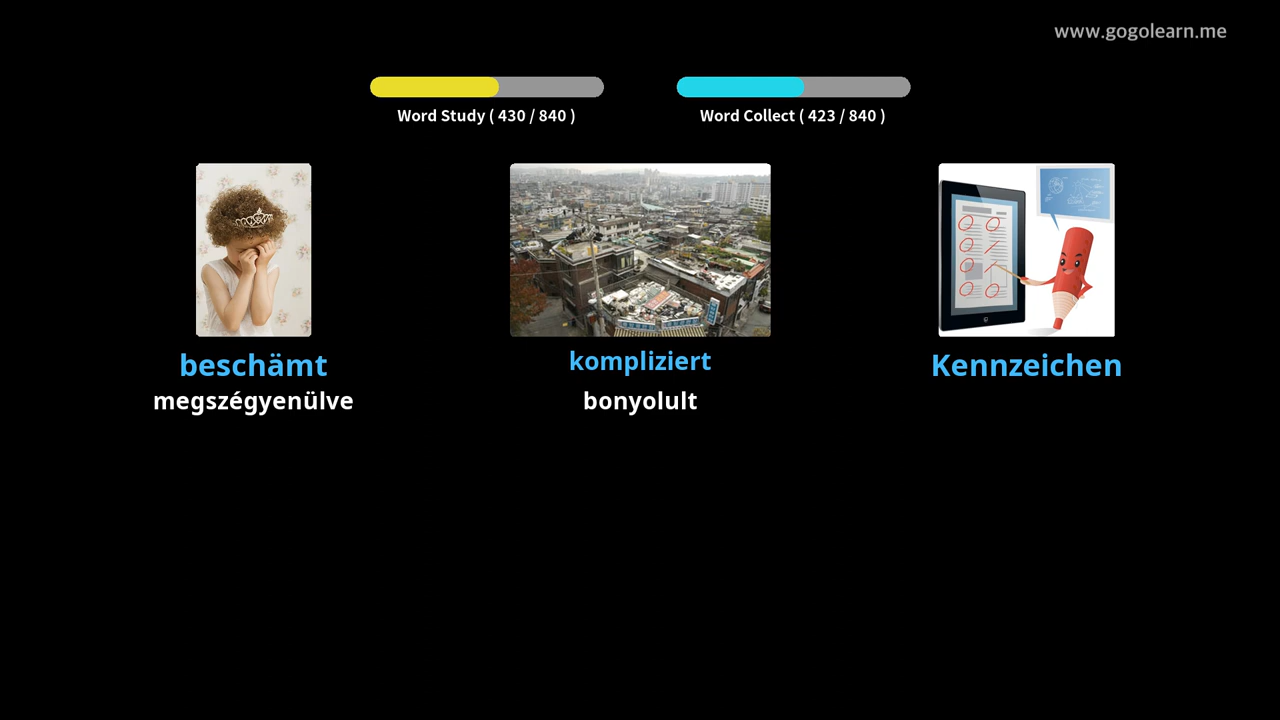 www.gogolearn.me
Word Study ( 430 / 840 )
Word Collect ( 423 / 840 )
beschämt
megszégyenülve
kompliziert
bonyolult
Kennzeichen